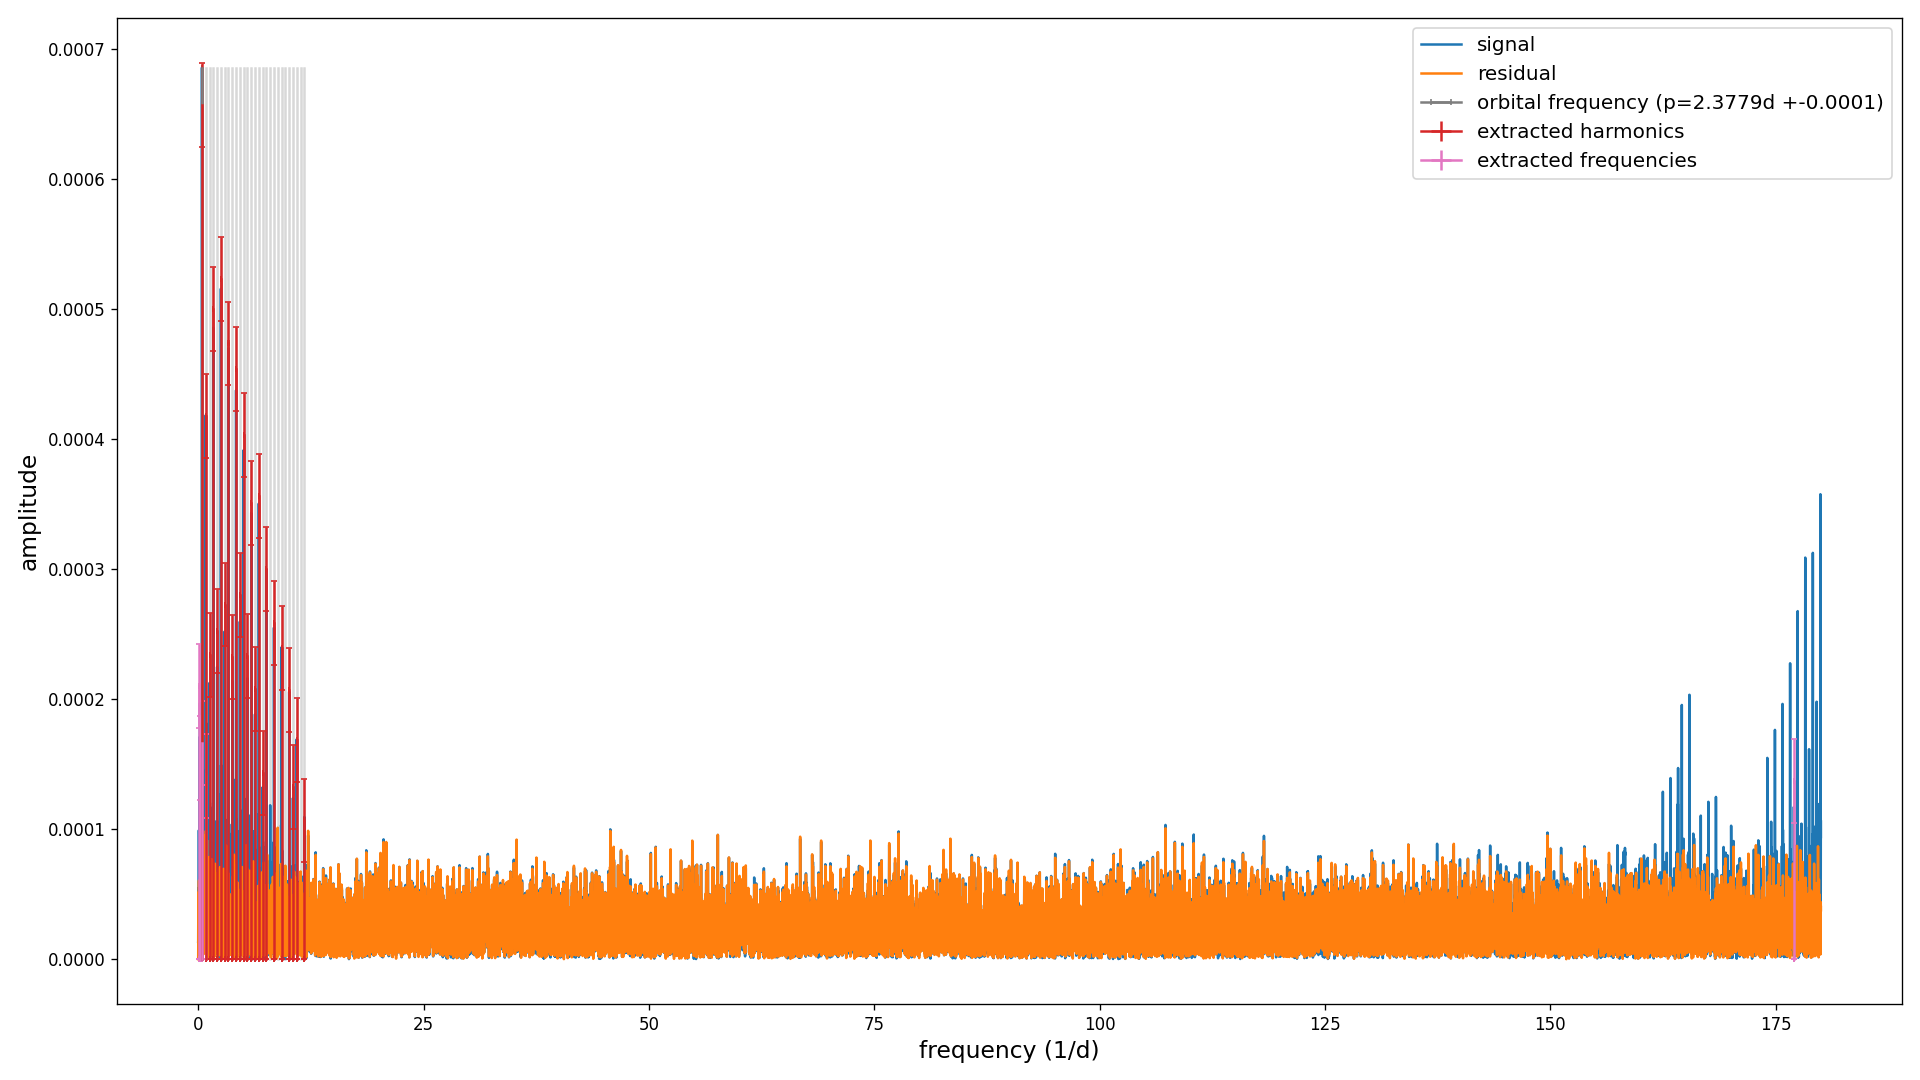 0.0007
0.0006
0.0005
0.0004
0.0003
0.0002
0.0001
0.0000
amplitude
0 25 50 75 100 125 150 175
frequency (1/d)
signal
residual
orbital frequency (p=2.3779d +-0.0001)
extracted harmonics
extracted frequencies